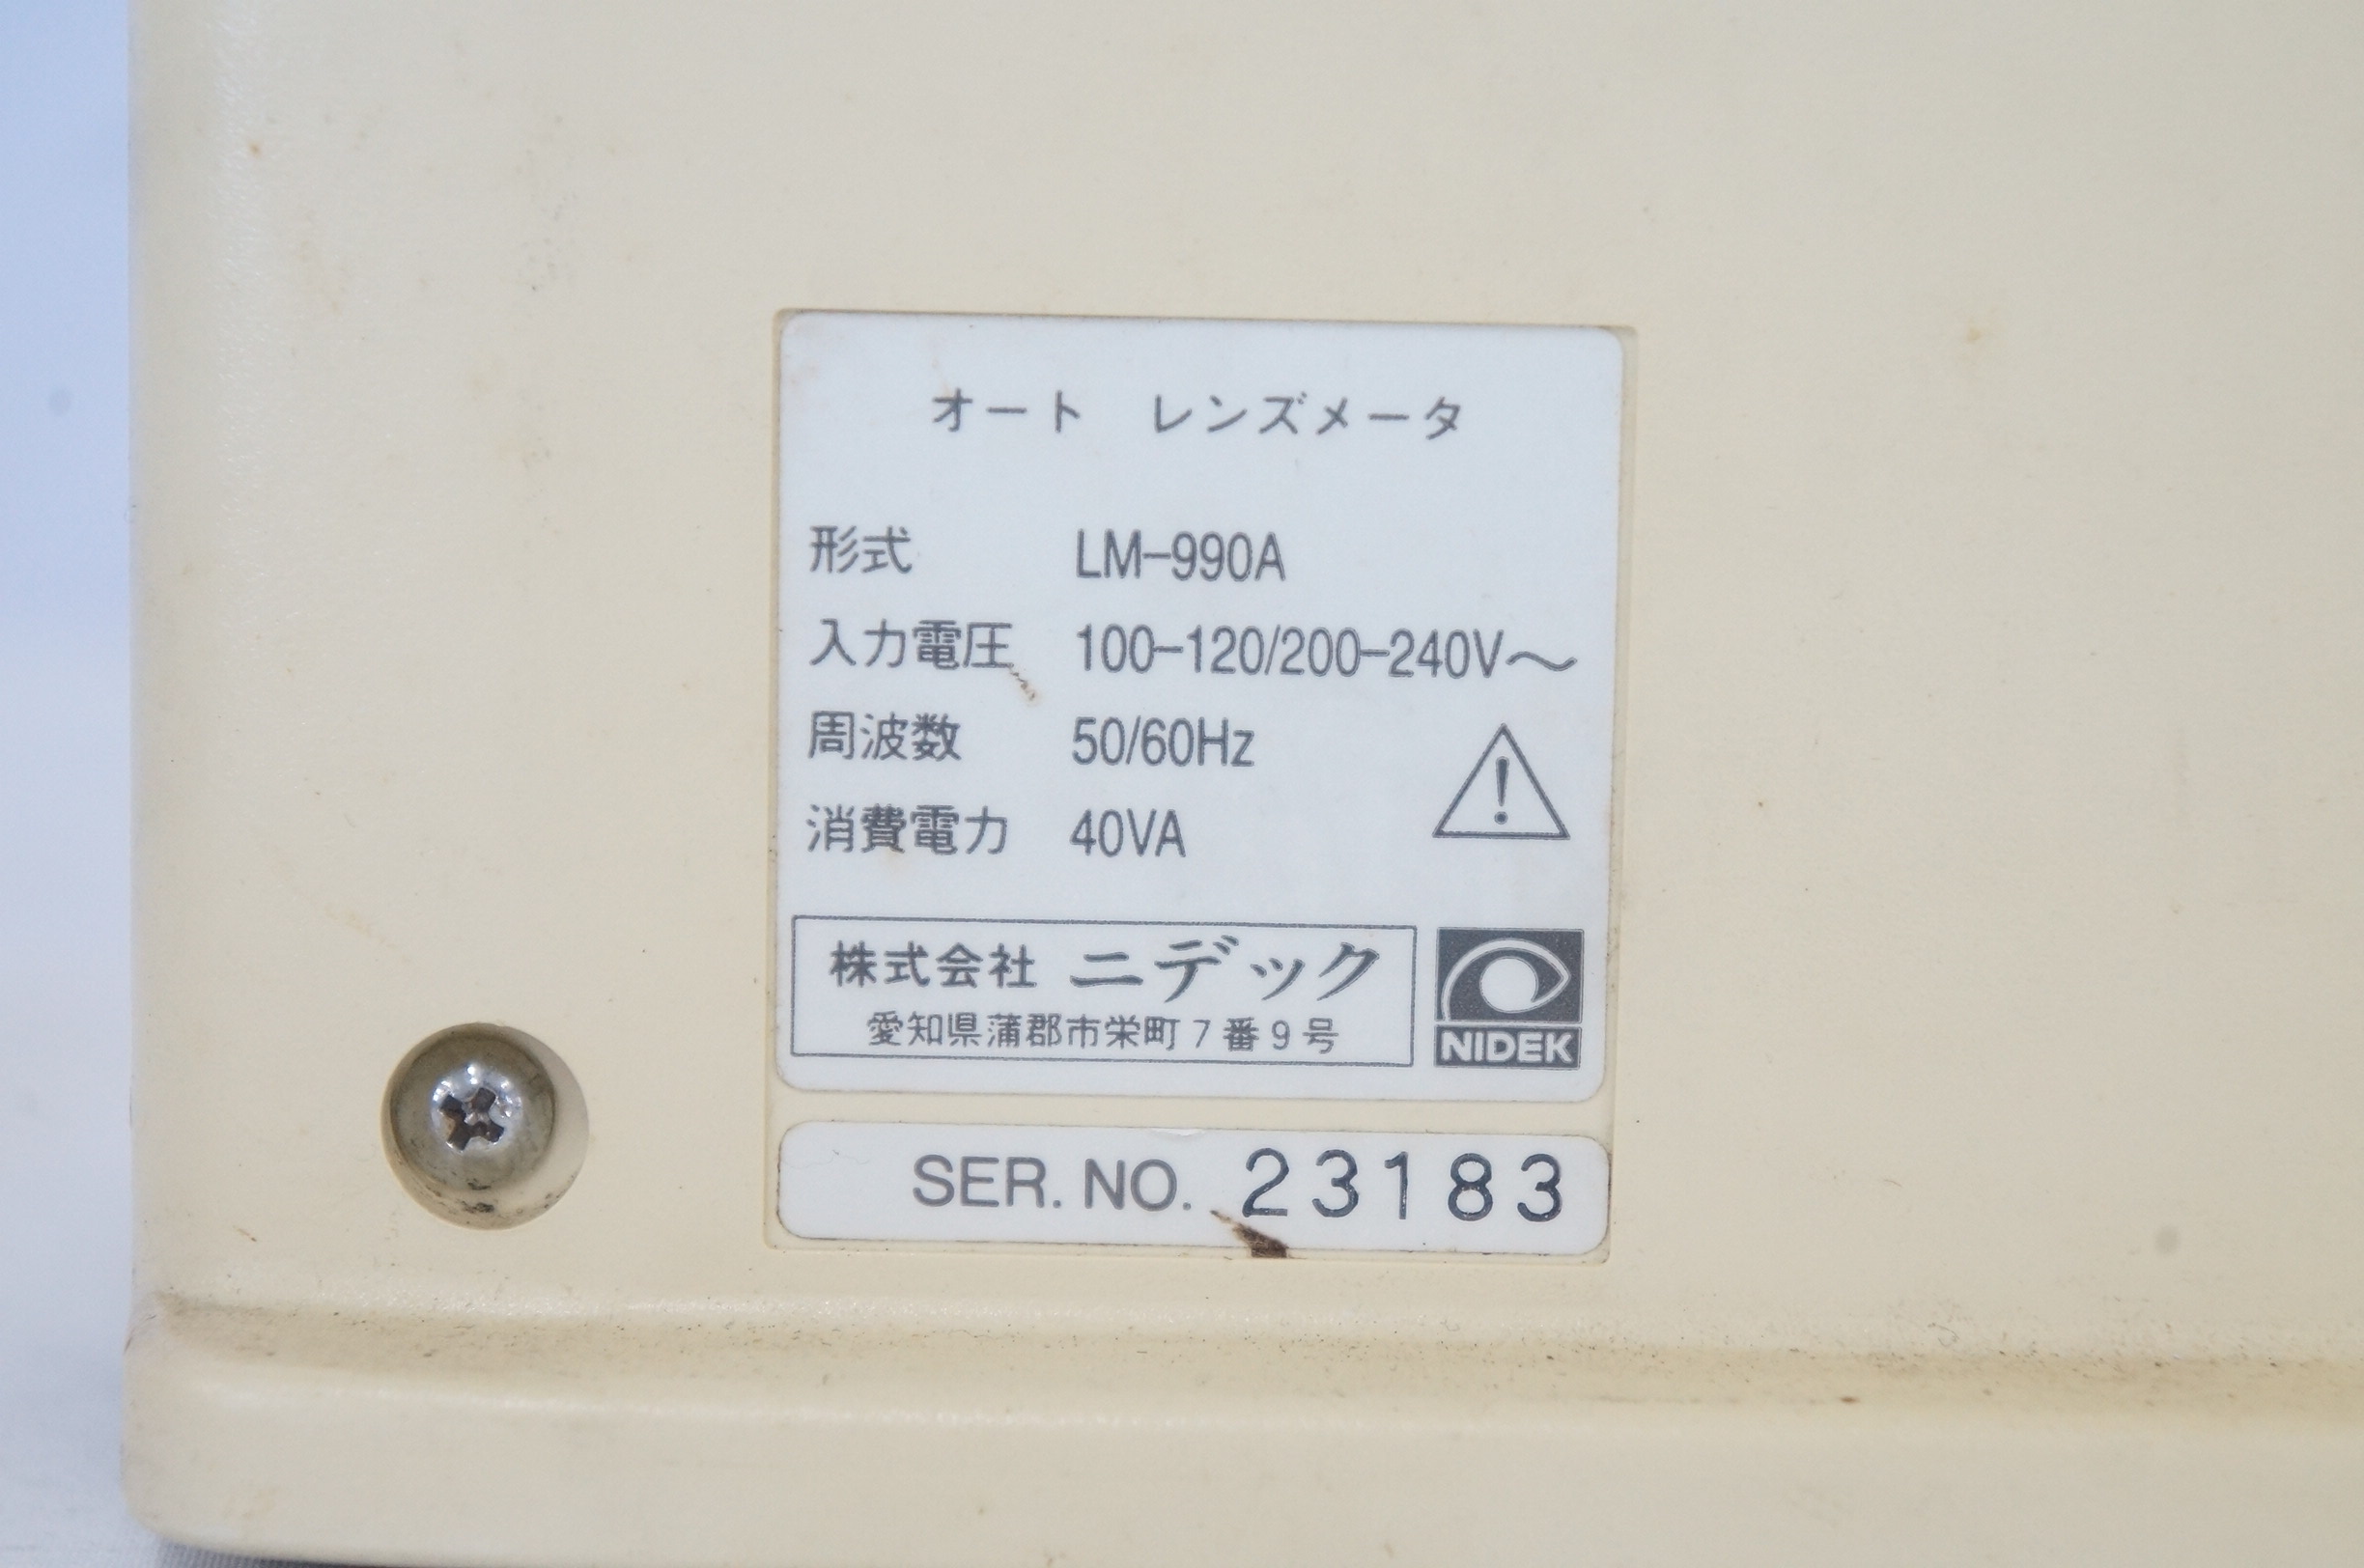 オート　レンズメータ
形式 LM-990A
入力電圧 100-120/200-240V〜
周波数 50/60Hz
消費電力 40VA
!
株式会社 ニデック
愛知県蒲郡市栄町7番9号
NIDEK
SER. NO. 23183